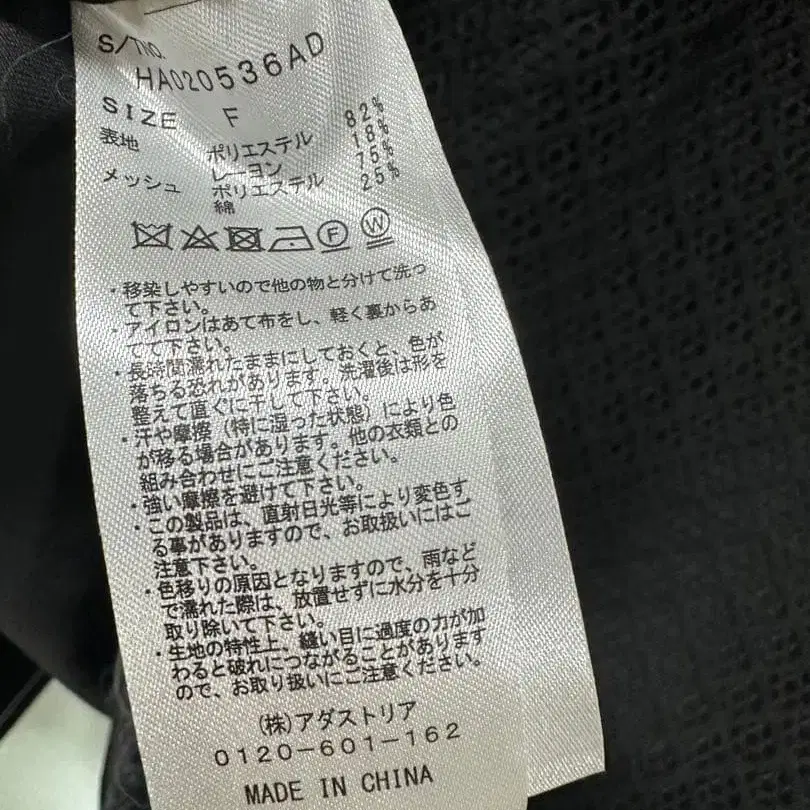 S/no.
HA020536AD
SIZE F
表地 ポリエステル 82%
レーヨン 18%
メッシュ ポリエステル 75%
綿 25%
F W
・移染しやすいので他の物と分けて洗っ
て下さい。
・アイロンはあて布をし、軽く裏からあ
てて下さい。
・長時間濡れたままにしておくと、色が
落ちる恐れがあります。洗濯後は形を
整えて直ぐに干して下さい。
・汗や摩擦（特に湿った状態）により色
が移る場合があります。他の衣類との
組み合わせにご注意ください。
・強い摩擦を避けて下さい。
・この製品は、直射日光等により変色す
る事がありますので、お取扱いにはご
注意下さい。
・色移りの原因となりますので、雨など
で濡れた際は、放置せずに水分を十分
取り除いて下さい。
・生地の特性上、縫い目に過度の力が加
わると破れにつながることがあります
ので、お取り扱いにご注意ください。
(株)アダストリア
0120-601-162
MADE IN CHINA